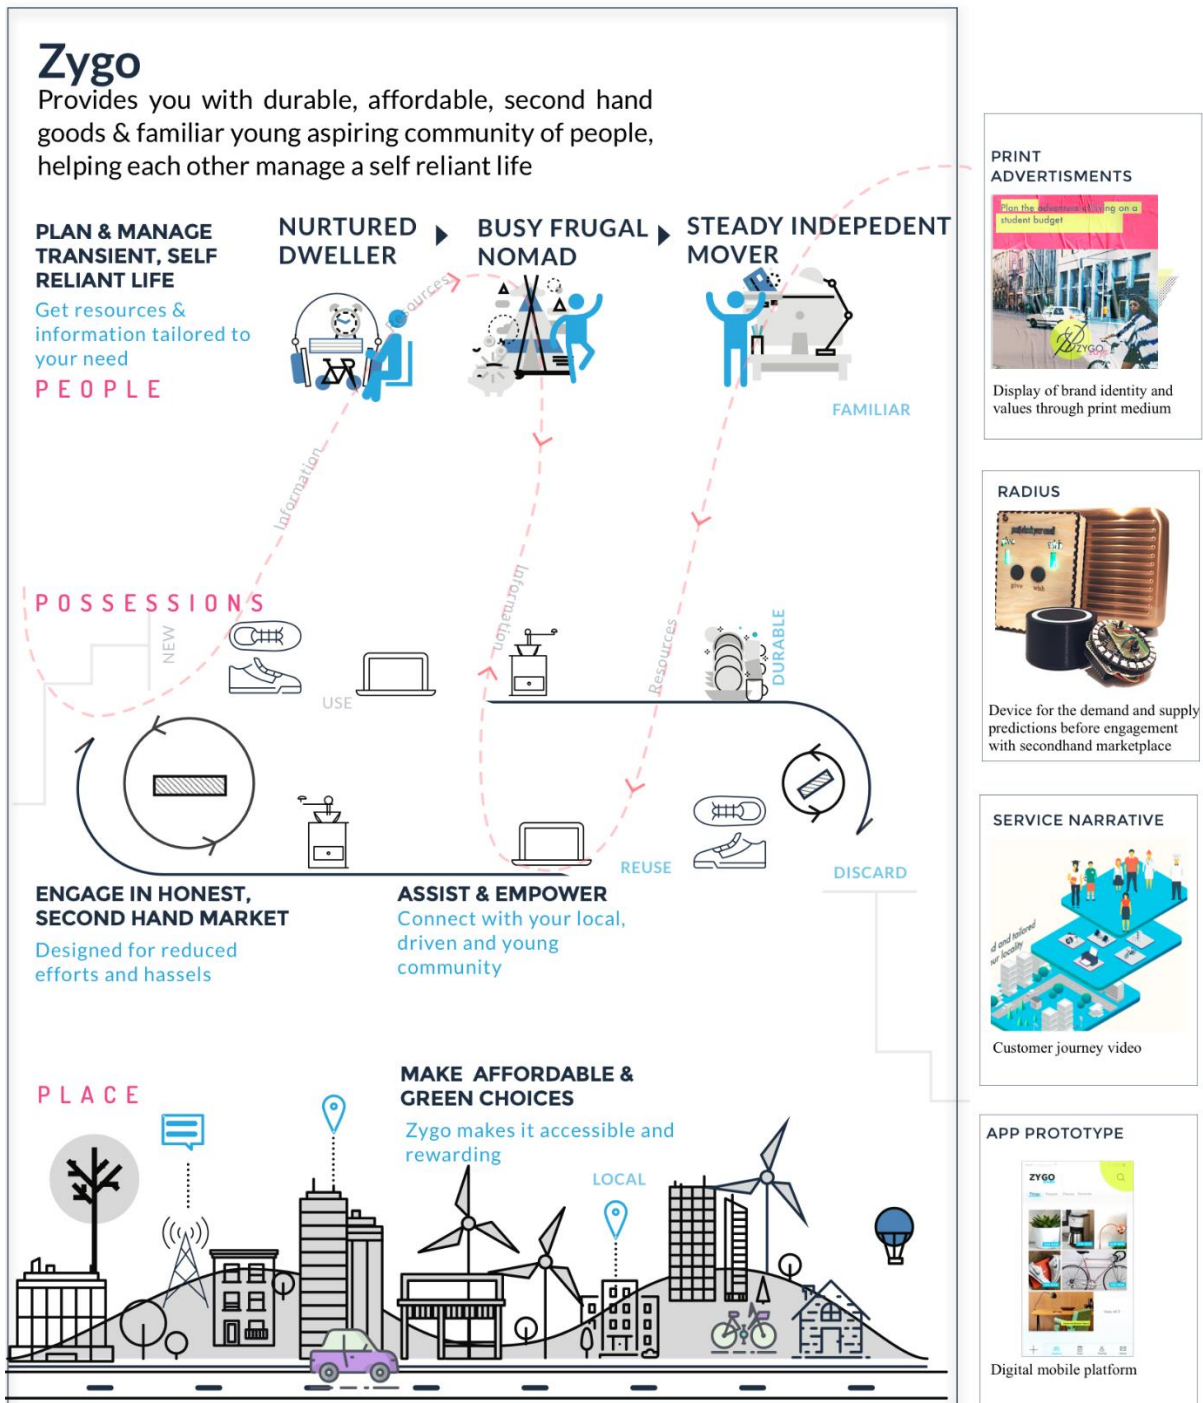 Zygo
Provides you with durable, affordable, second hand
goods & familiar young aspiring community of people,
helping each other manage a self reliant life
PLAN & MANAGE
TRANSIENT, SELF
RELIANT LIFE
Get resources &
information tailored to
your need
PEOPLE
NURTURED
DWELLER
BUSY FRUGAL
NOMAD
STEADY INDEPEDENT
MOVER
Resources
FAMILIAR
Information
POSSESSIONS
NEW
USE
Information
Resources
DURABLE
REUSE
DISCARD
ENGAGE IN HONEST,
SECOND HAND MARKET
Designed for reduced
efforts and hassels
ASSIST & EMPOWER
Connect with your local,
driven and young
community
PLACE
MAKE AFFORDABLE &
GREEN CHOICES
Zygo makes it accessible and
rewarding
LOCAL
PRINT
ADVERTISMENTS
Plan the adventure of living on a
student budget
ZYGO
Display of brand identity and
values through print medium
RADIUS
give wish
Device for the demand and supply
predictions before engagement
with secondhand marketplace
SERVICE NARRATIVE
d and tailored
ur locality
Customer journey video
APP PROTOTYPE
ZYGO
Digital mobile platform